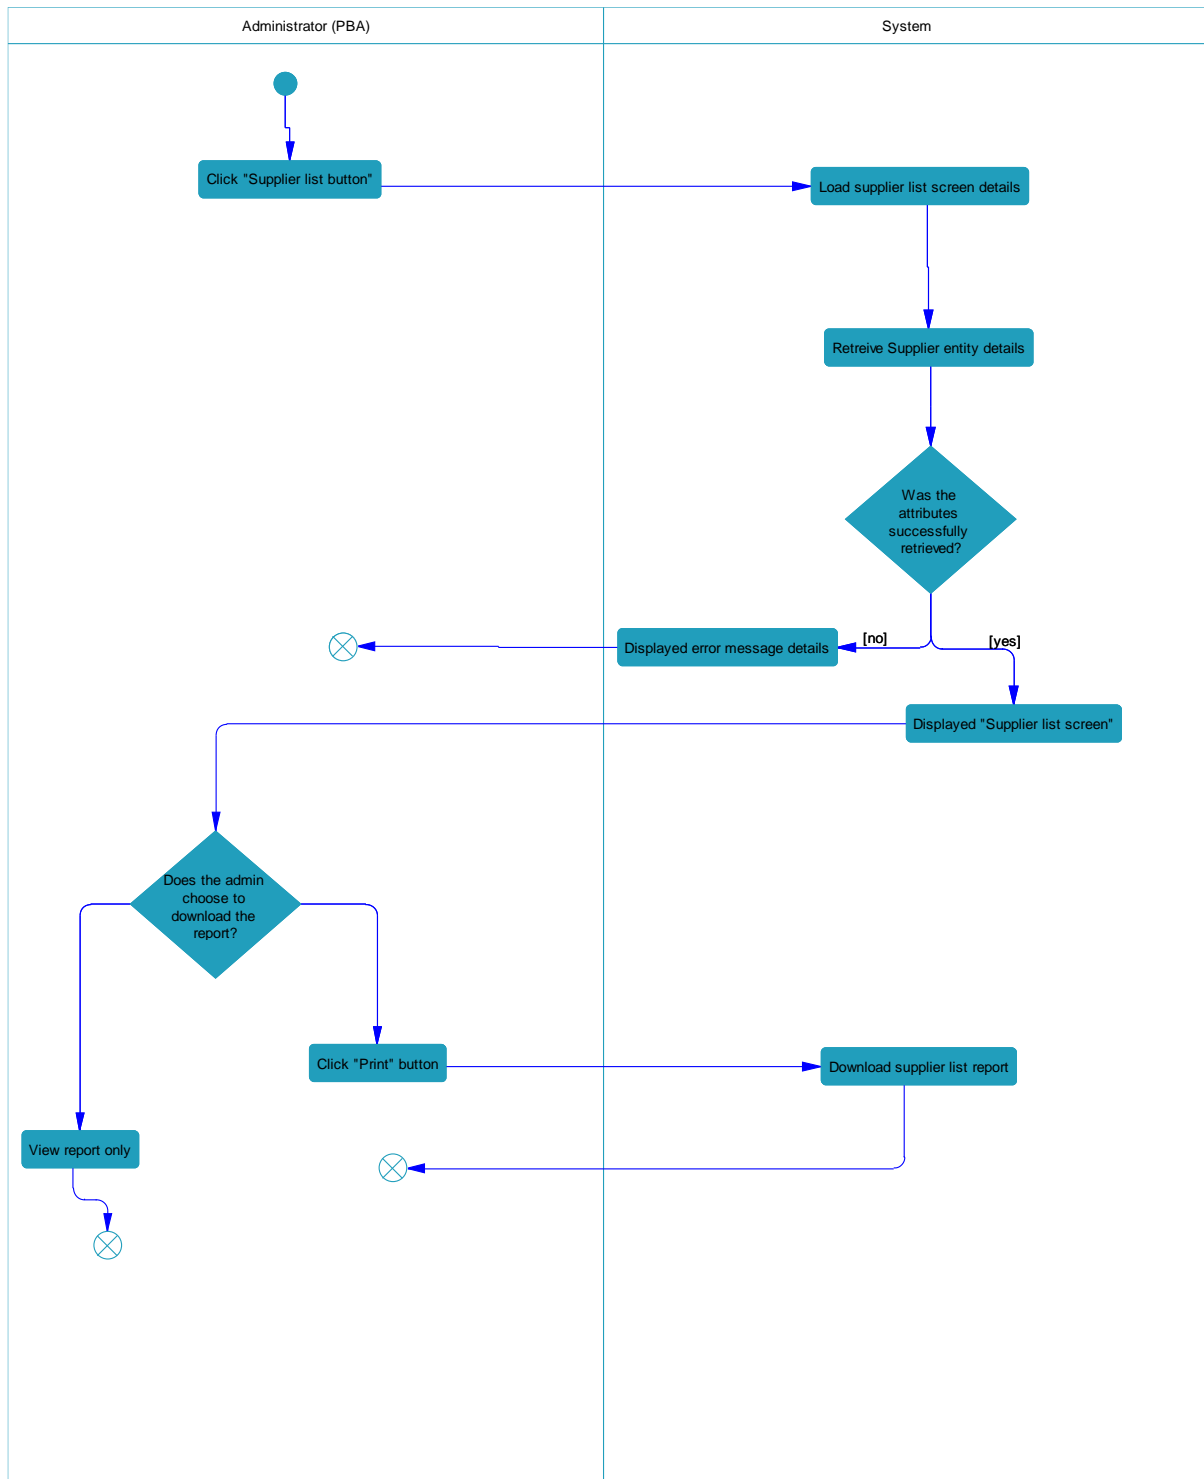 Administrator (PBA)
System
Click "Supplier list button"
Load supplier list screen details
Retreive Supplier entity details
Was the
attributes
successfully
retrieved?
[no]
[yes]
Displayed error message details
Displayed "Supplier list screen"
Does the admin
choose to
download the
report?
Click "Print" button
Download supplier list report
View report only